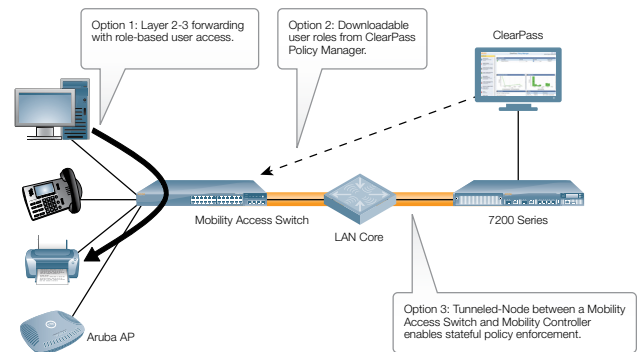 Option 1: Layer 2-3 forwarding
with role-based user access.
Option 2: Downloadable
user roles from ClearPass
Policy Manager.
ClearPass
Mobility Access Switch
LAN Core
7200 Series
Aruba AP
Option 3: Tunneled-Node between a Mobility
Access Switch and Mobility Controller
enables stateful policy enforcement.